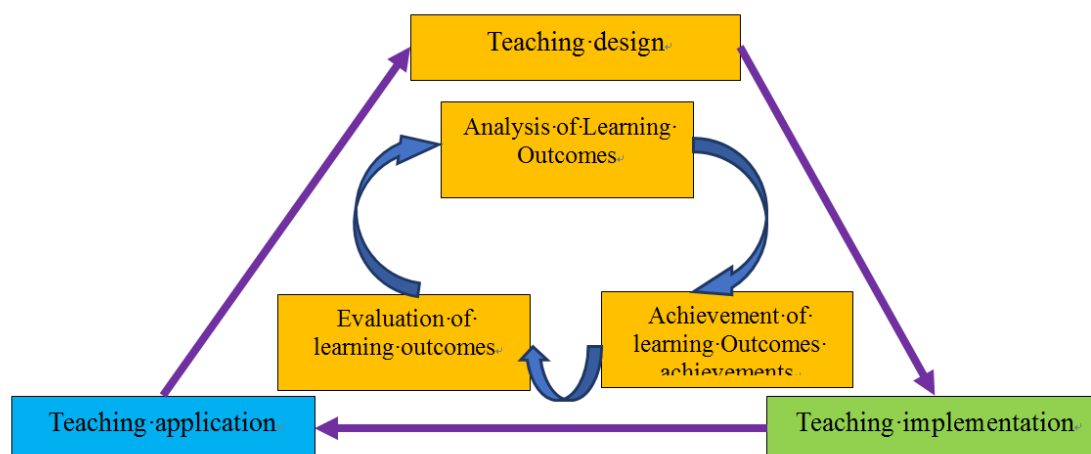 Teaching design
Analysis of Learning
Outcomes
Evaluation of
learning outcomes
Achievement of
learning Outcomes
achievements
Teaching application
Teaching implementation